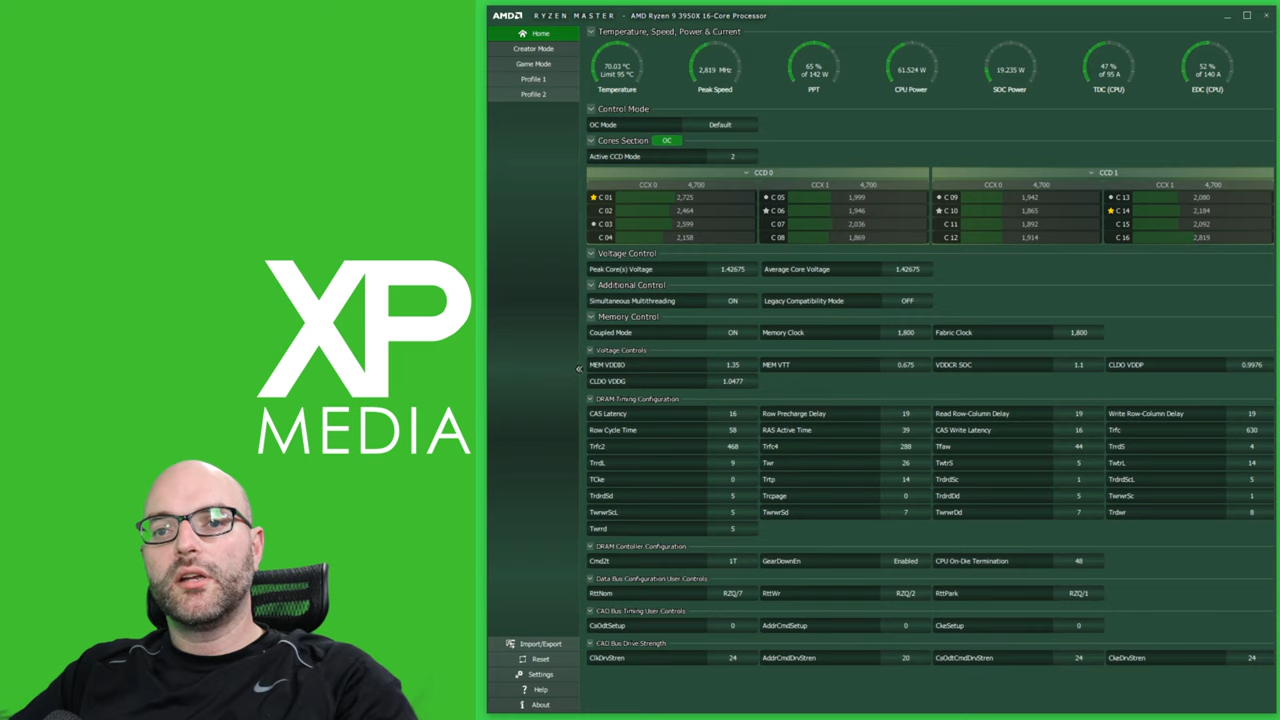 AMD RYZEN MASTER - AMD Ryzen 9 3950X 16-Core Processor
Home
Creator Mode
Game Mode
Profile 1
Profile 2
Import/Export
Reset
Settings
Help
About
XP
MEDIA
Temperature, Speed, Power & Current
70.03 °C
Limit 95 °C
Temperature
2,819 MHz
Peak Speed
65 %
of 142 W
PPT
61.524 W
CPU Power
19.235 W
SOC Power
47 %
of 95 A
TDC (CPU)
52 %
of 140 A
EDC (CPU)
Control Mode
OC Mode Default
Cores Section OC
Active CCD Mode 2
CCD 0 CCD 1
CCX 0 4,700 CCX 1 4,700 CCX 0 4,700 CCX 1 4,700
C 01 2,725 C 05 1,999 C 09 1,942 C 13 2,080
C 02 2,464 C 06 1,946 C 10 1,865 C 14 2,184
C 03 2,599 C 07 2,036 C 11 1,892 C 15 2,092
C 04 2,158 C 08 1,869 C 12 1,914 C 16 2,819
Voltage Control
Peak Core(s) Voltage 1.42675 Average Core Voltage 1.42675
Additional Control
Simultaneous Multithreading ON Legacy Compatibility Mode OFF
Memory Control
Coupled Mode ON Memory Clock 1,800 Fabric Clock 1,800
Voltage Controls
MEM VDDIO 1.35 MEM VTT 0.675 VDDCR SOC 1.1 CLDO VDDP 0.9976
CLDO VDDG 1.0477
DRAM Timing Configuration
CAS Latency 16 Row Precharge Delay 19 Read Row-Column Delay 19 Write Row-Column Delay 19
Row Cycle Time 58 RAS Active Time 39 CAS Write Latency 16 Trfc 630
Trfc2 468 Trfc4 288 Tfaw 44 TrrdS 4
TrrdL 9 Twr 26 TwtrS 5 TwtrL 14
TCke 0 Trtp 14 TrdrdSc 1 TrdrdScL 5
TrdrdSd 5 Trcpage 0 TrdrdDd 5 TwrwrSc 1
TwrwrScL 5 TwrwrSd 7 TwrwrDd 7 Trdwr 8
Twrrd 5
DRAM Contoller Configuration
Cmd2t 1T GearDownEn Enabled CPU On-Die Termination 48
Data Bus Configuration User Controls
RttNom RZQ/7 RttWr RZQ/2 RttPark RZQ/1
CAD Bus Timing User Controls
CsOdtSetup 0 AddrCmdSetup 0 CkeSetup 0
CAD Bus Drive Strength
ClkDrvStren 24 AddrCmdDrvStren 20 CsOdtCmdDrvStren 24 CkeDrvStren 24